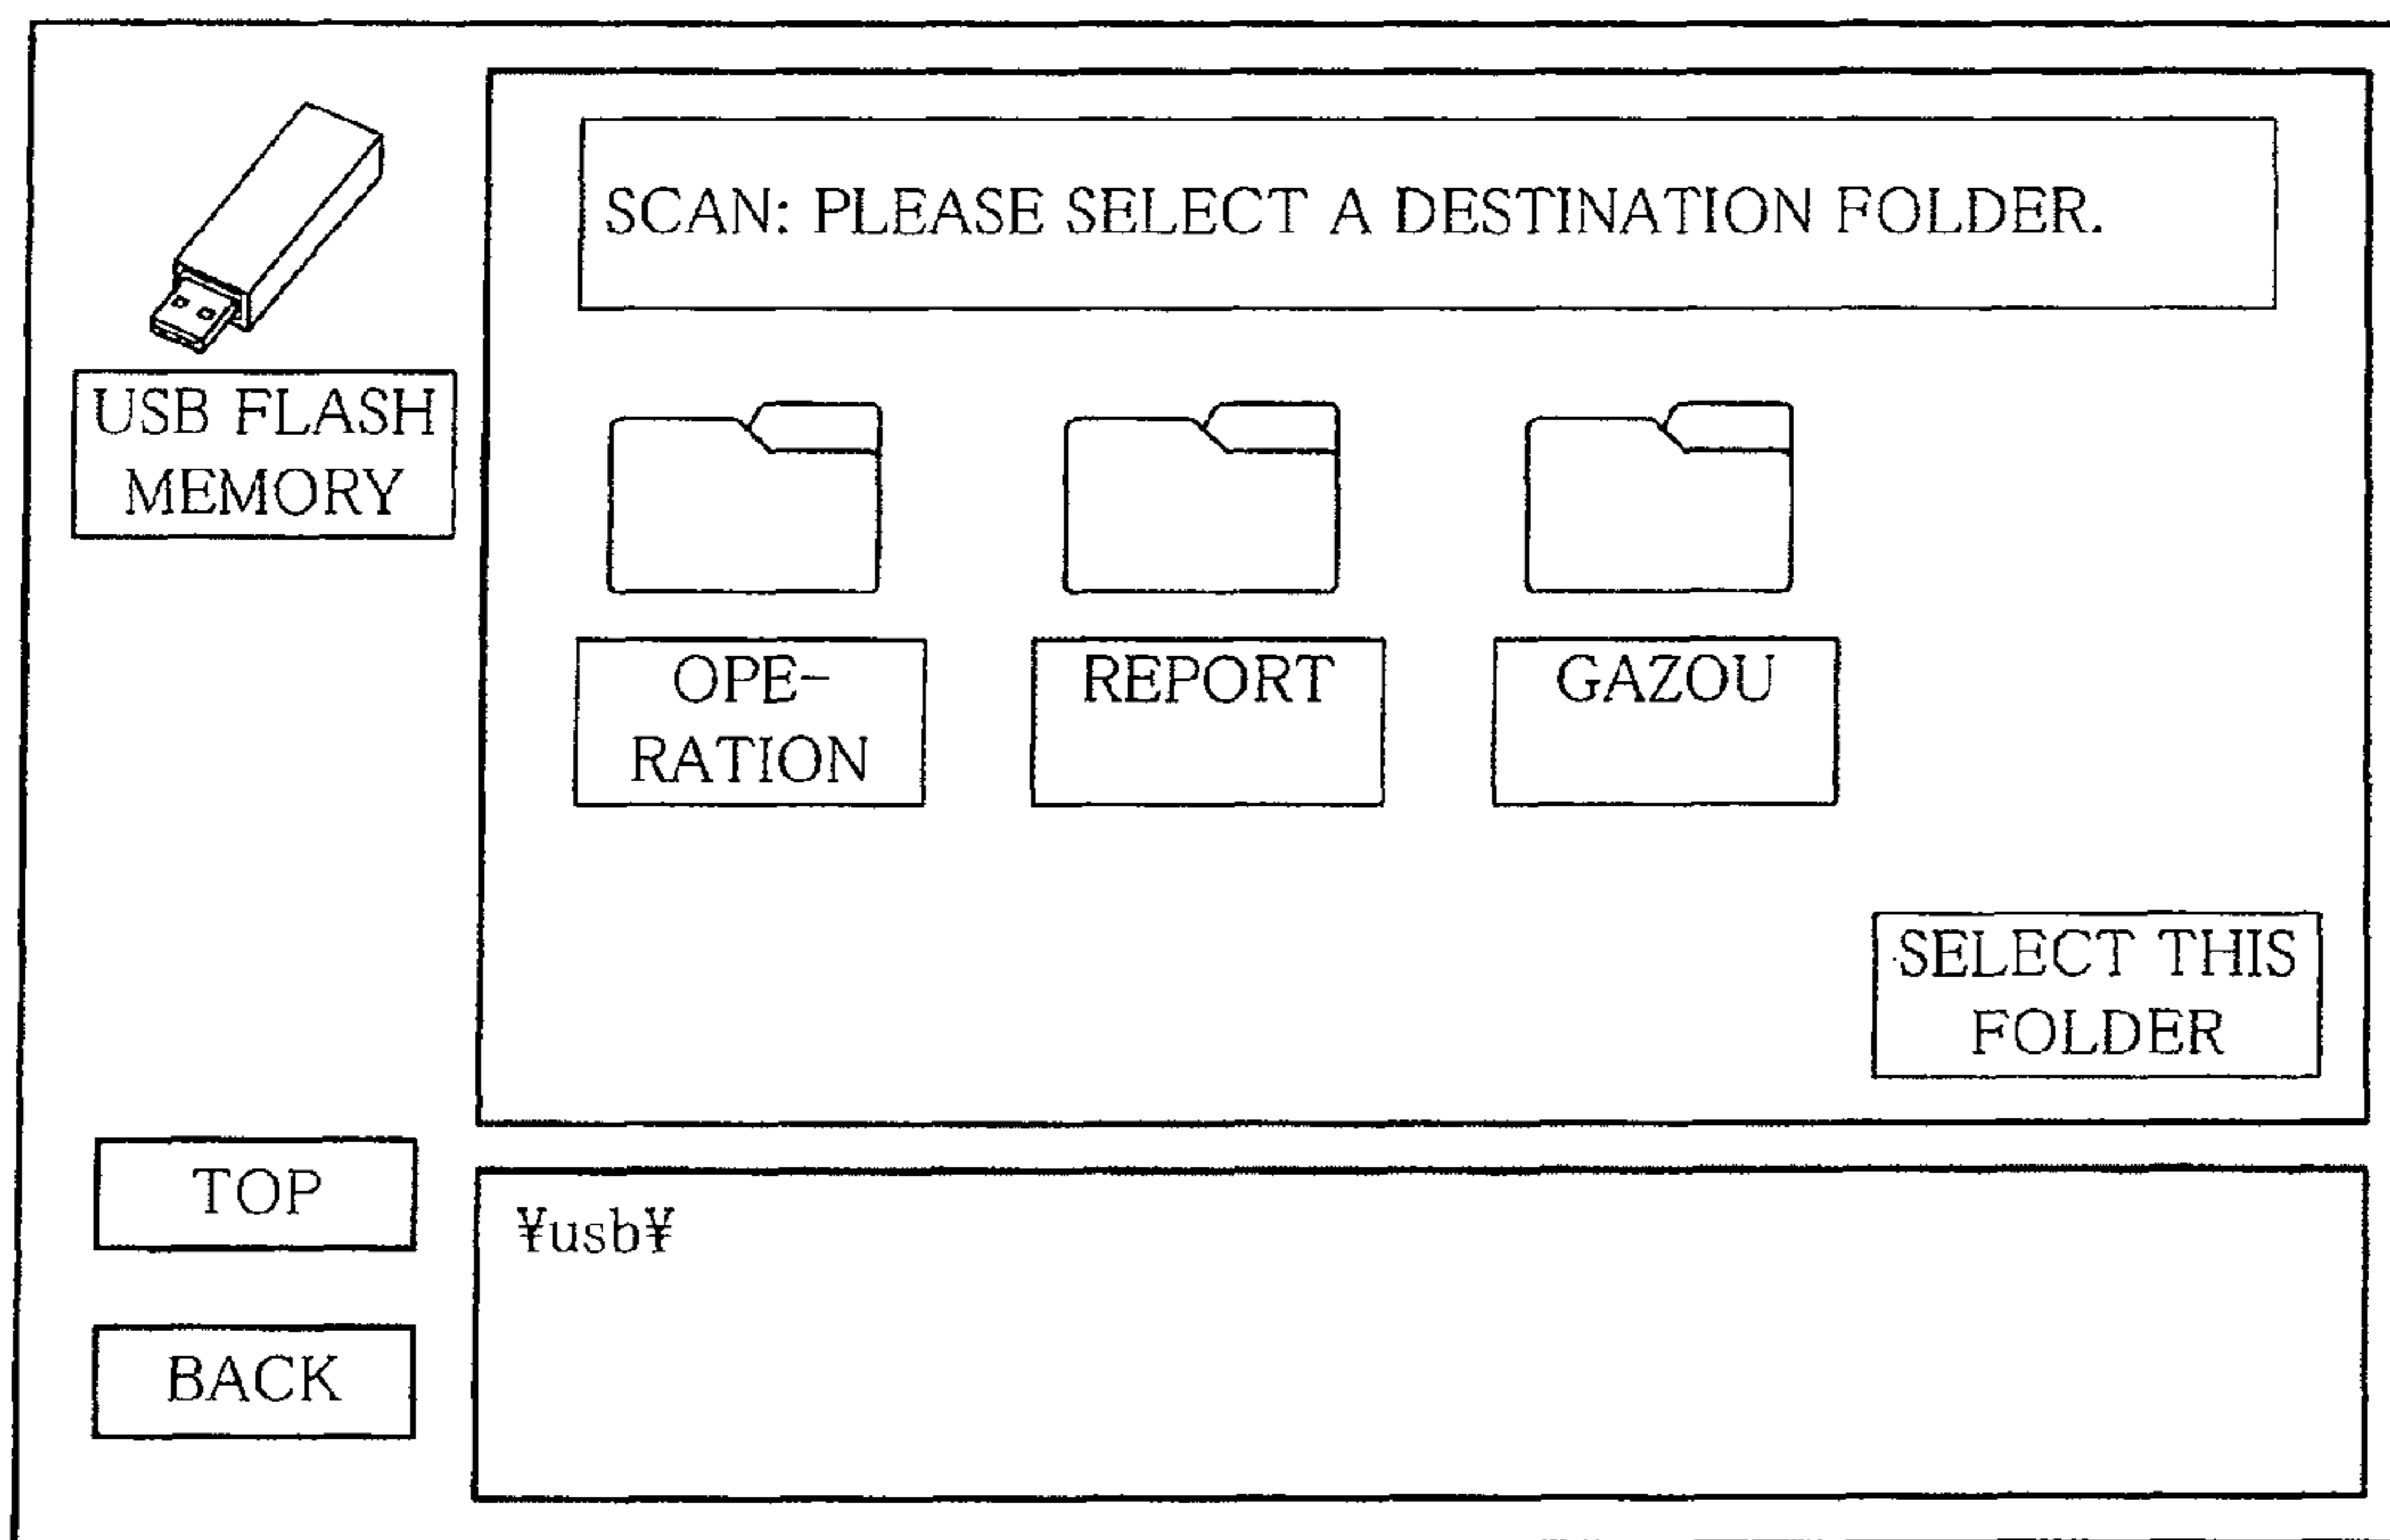 SCAN: PLEASE SELECT A DESTINATION FOLDER.
USB FLASH
MEMORY
OPE-
RATION
REPORT
GAZOU
SELECT THIS
FOLDER
TOP
¥usb¥
BACK